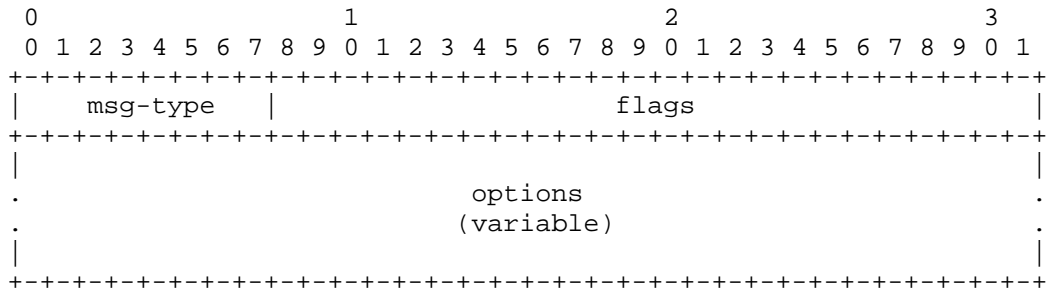 0                   1                   2                   3
0 1 2 3 4 5 6 7 8 9 0 1 2 3 4 5 6 7 8 9 0 1 2 3 4 5 6 7 8 9 0 1
+-+-+-+-+-+-+-+-+-+-+-+-+-+-+-+-+-+-+-+-+-+-+-+-+-+-+-+-+-+-+-+-+
|    msg-type   |                     flags                     |
+-+-+-+-+-+-+-+-+-+-+-+-+-+-+-+-+-+-+-+-+-+-+-+-+-+-+-+-+-+-+-+-+
|                                                               |
.                            options                            .
.                           (variable)                          .
|                                                               |
+-+-+-+-+-+-+-+-+-+-+-+-+-+-+-+-+-+-+-+-+-+-+-+-+-+-+-+-+-+-+-+-+